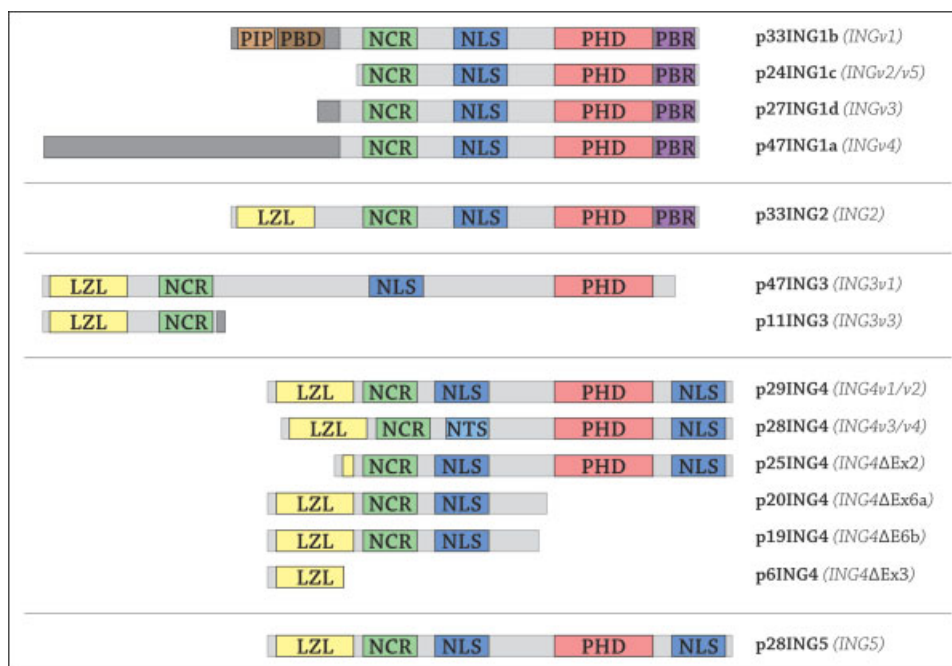 PIP PBD NCR NLS PHD PBR p33ING1b (INGv1)
NCR NLS PHD PBR p24ING1c (INGv2/v5)
NCR NLS PHD PBR p27ING1d (INGv3)
NCR NLS PHD PBR p47ING1a (INGv4)
LZL NCR NLS PHD PBR p33ING2 (ING2)
LZL NCR NLS PHD p47ING3 (ING3v1)
LZL NCR p11ING3 (ING3v3)
LZL NCR NLS PHD NLS p29ING4 (ING4v1/v2)
LZL NCR NTS PHD NLS p28ING4 (ING4v3/v4)
NCR NLS PHD NLS p25ING4 (ING4ΔEx2)
LZL NCR NLS p20ING4 (ING4ΔEx6a)
LZL NCR NLS p19ING4 (ING4ΔE6b)
LZL p6ING4 (ING4ΔEx3)
LZL NCR NLS PHD NLS p28ING5 (ING5)